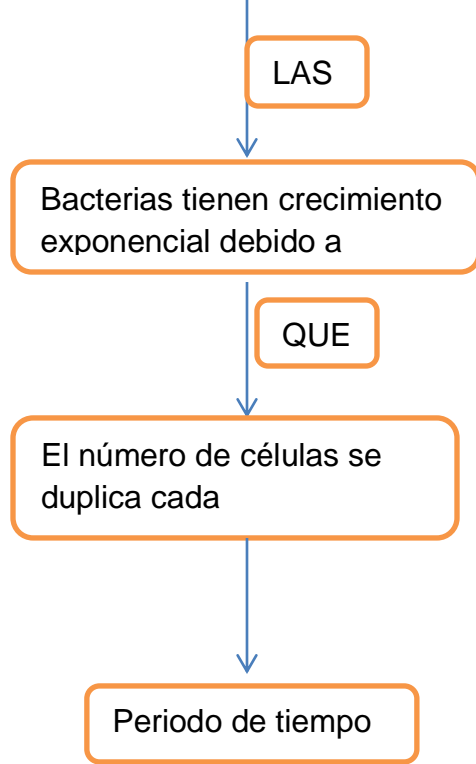 LAS
Bacterias tienen crecimiento
exponencial debido a
QUE
El número de células se
duplica cada
Periodo de tiempo